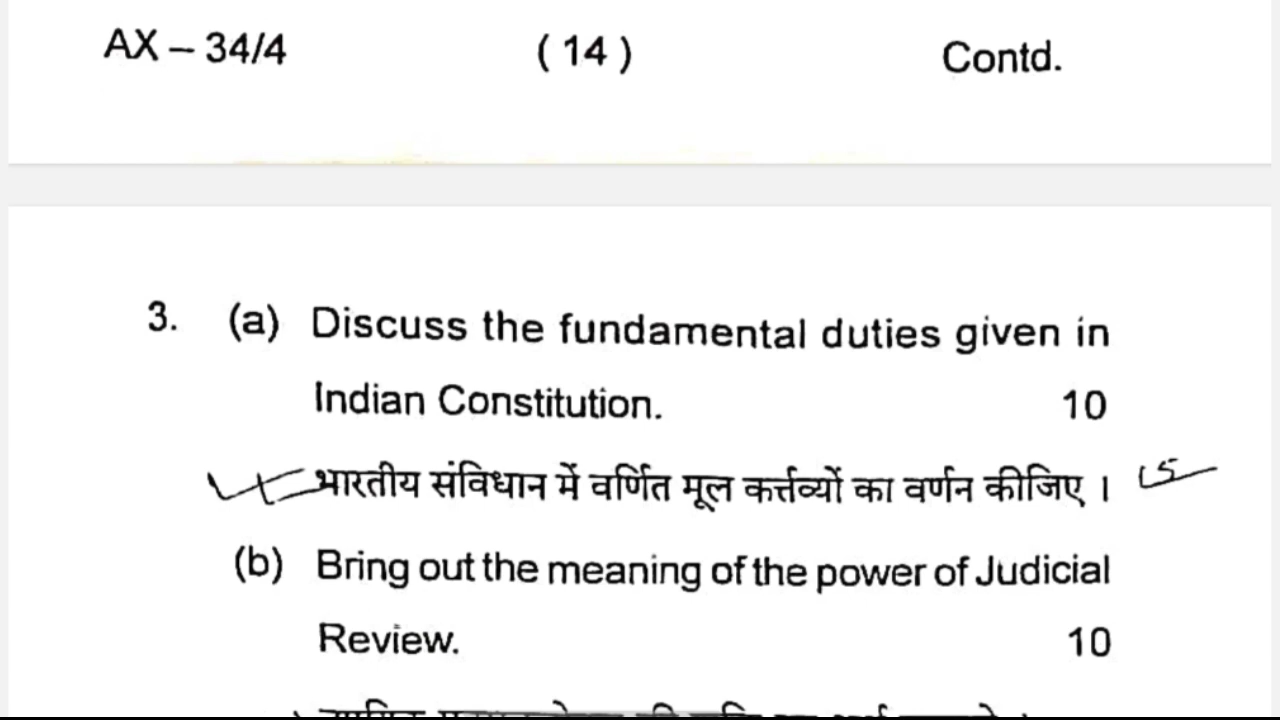 AX – 34/4 ( 14 ) Contd.
3. (a) Discuss the fundamental duties given in
Indian Constitution. 10
भारतीय संविधान में वर्णित मूल कर्त्तव्यों का वर्णन कीजिए ।
(b) Bring out the meaning of the power of Judicial
Review. 10